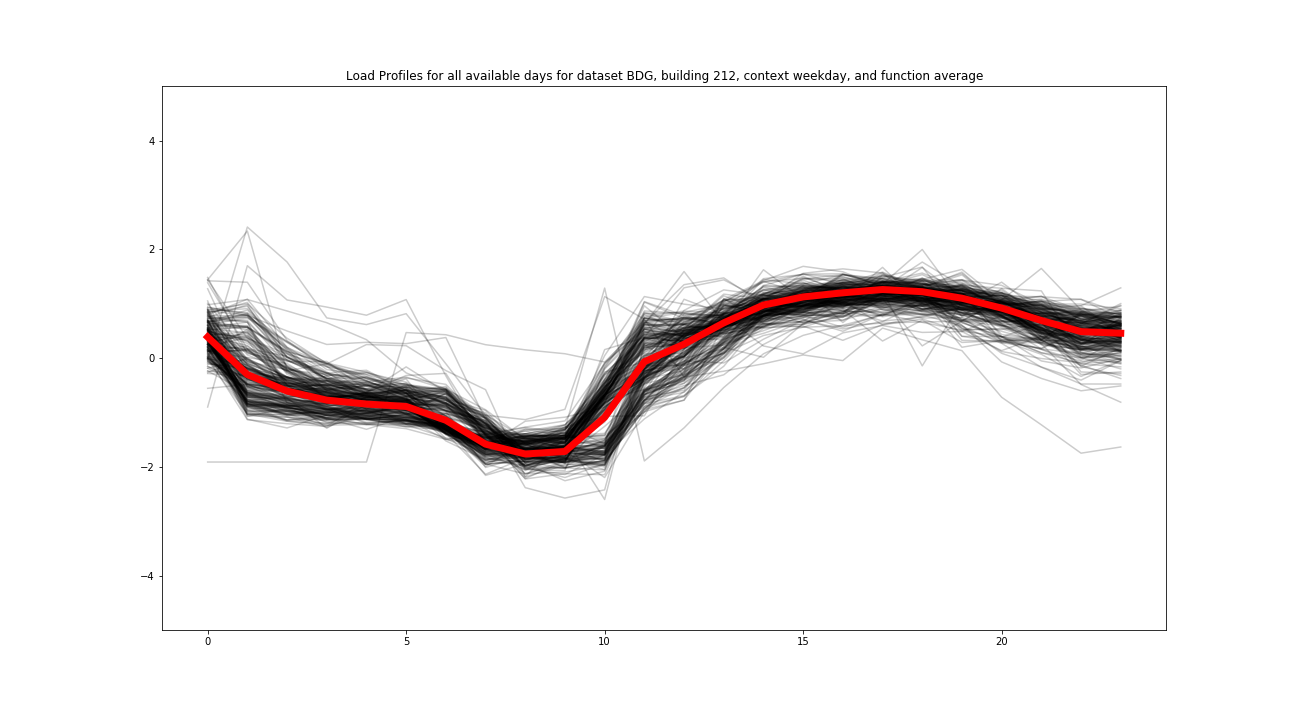 Load Profiles for all available days for dataset BDG, building 212, context weekday, and function average
4
2
0
−2
−4
0 5 10 15 20